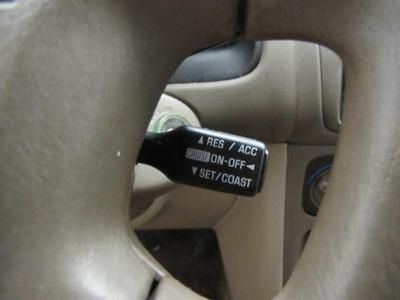 ▲ RES / ACC
CRUISE ON-OFF ◄
▼ SET/COAST